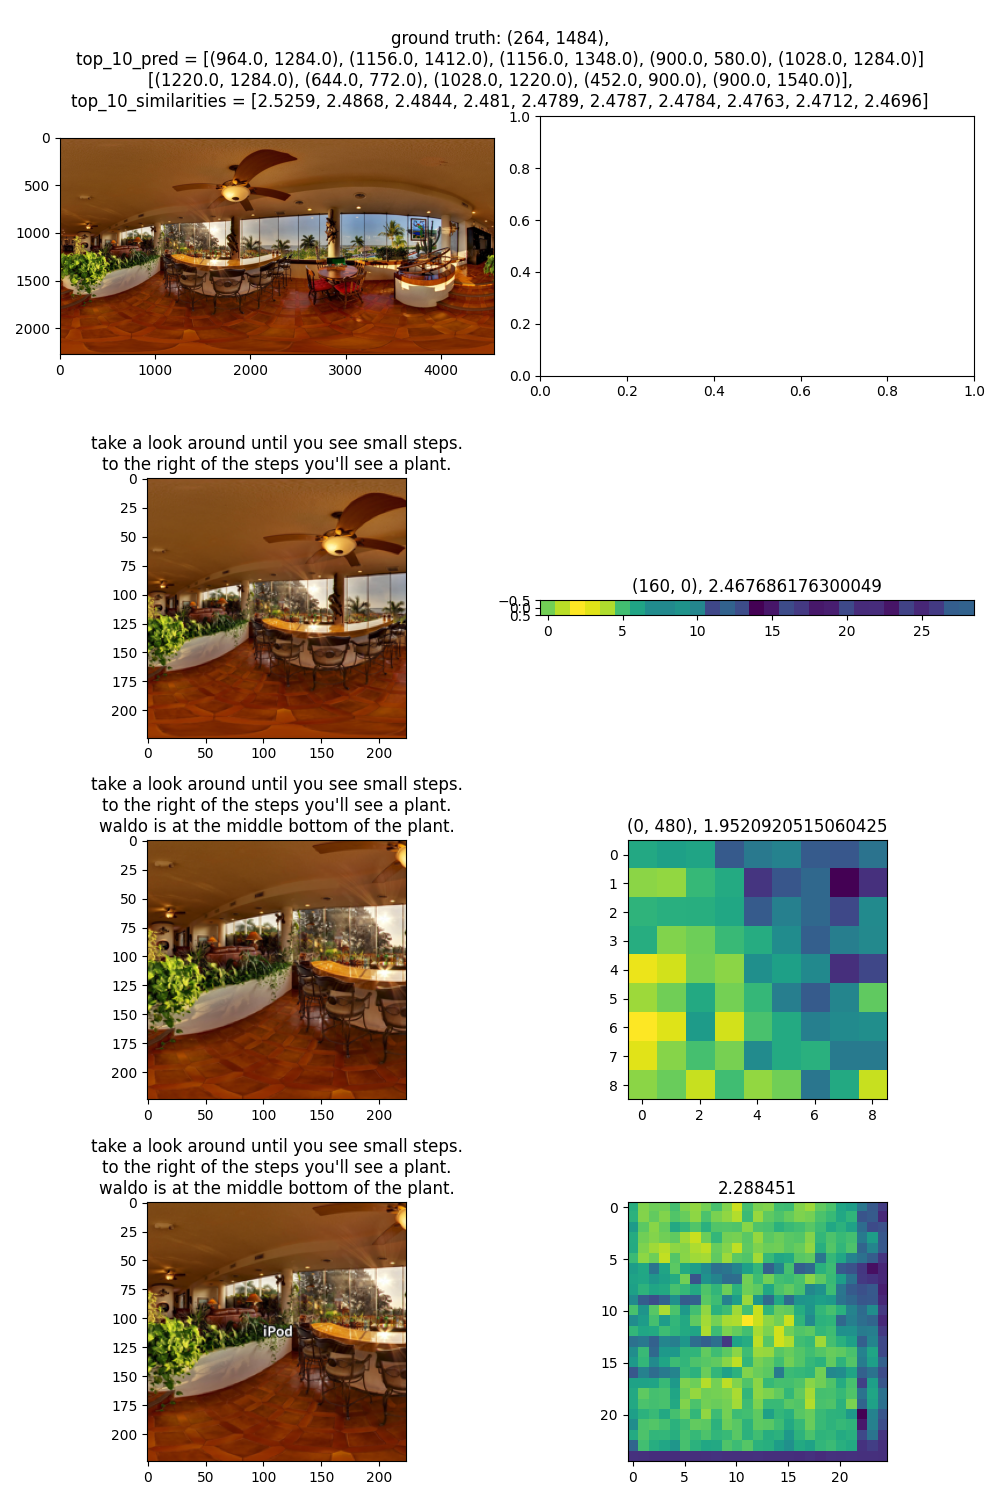 ground truth: (264, 1484),
top_10_pred = [(964.0, 1284.0), (1156.0, 1412.0), (1156.0, 1348.0), (900.0, 580.0), (1028.0, 1284.0)]
[(1220.0, 1284.0), (644.0, 772.0), (1028.0, 1220.0), (452.0, 900.0), (900.0, 1540.0)],
top_10_similarities = [2.5259, 2.4868, 2.4844, 2.481, 2.4789, 2.4787, 2.4784, 2.4763, 2.4712, 2.4696]
0
500
1000
1500
2000
0 1000 2000 3000 4000
1.0
0.8
0.6
0.4
0.2
0.0
0.0 0.2 0.4 0.6 0.8 1.0
take a look around until you see small steps.
to the right of the steps you'll see a plant.
0
25
50
75
100
125
150
175
200
0 50 100 150 200
(160, 0), 2.467686176300049
−0.5
0.0
0.5
0 5 10 15 20 25
take a look around until you see small steps.
to the right of the steps you'll see a plant.
waldo is at the middle bottom of the plant.
0
25
50
75
100
125
150
175
200
0 50 100 150 200
(0, 480), 1.9520920515060425
0
1
2
3
4
5
6
7
8
0 2 4 6 8
take a look around until you see small steps.
to the right of the steps you'll see a plant.
waldo is at the middle bottom of the plant.
0
25
50
75
100
125
150
175
200
iPod
0 50 100 150 200
2.288451
0
5
10
15
20
0 5 10 15 20